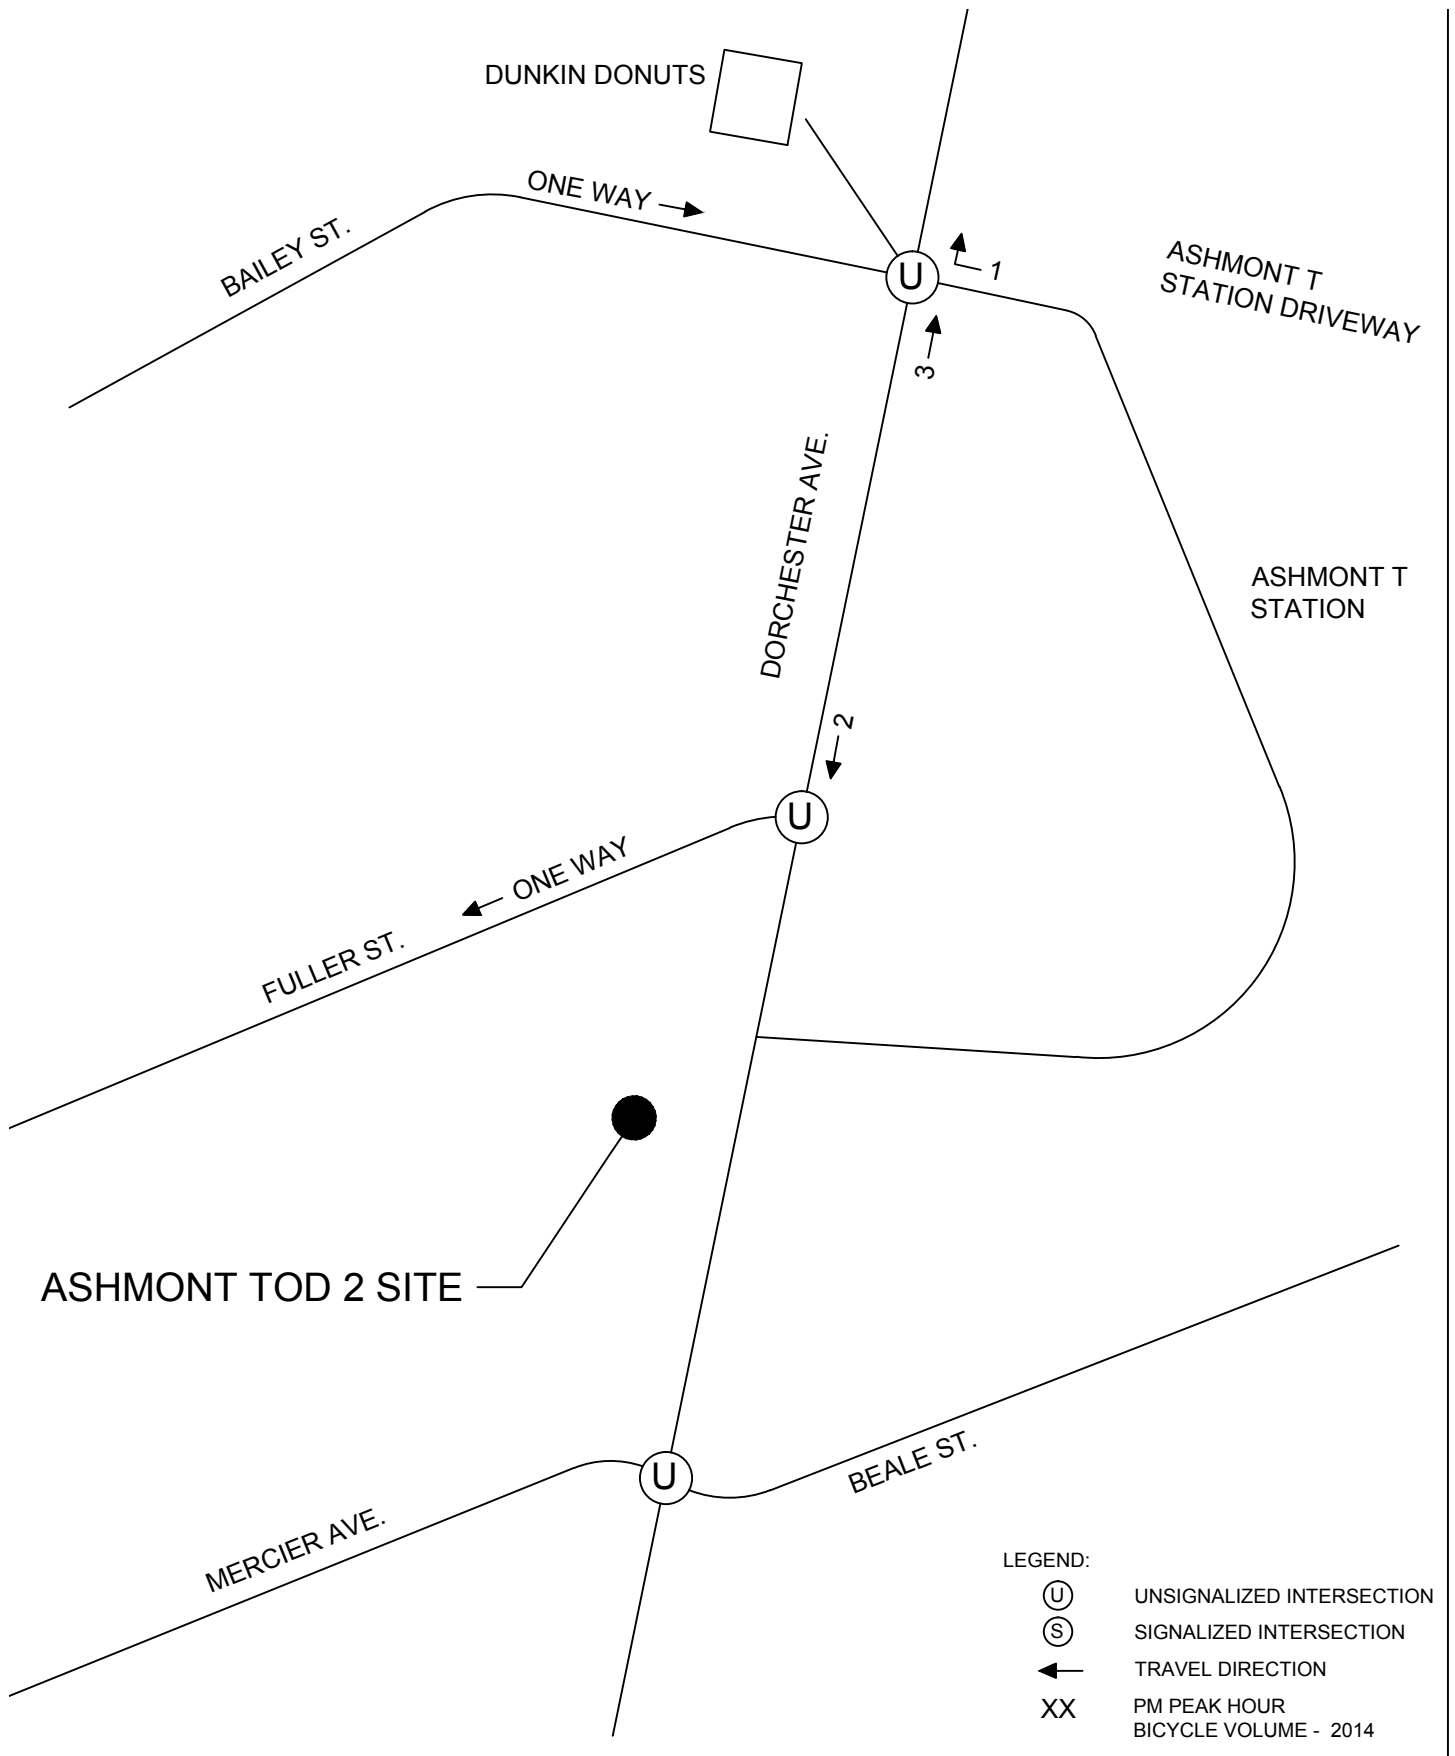 DUNKIN DONUTS
ONE WAY
BAILEY ST.
U
1
ASHMONT T
STATION DRIVEWAY
3
DORCHESTER AVE.
ASHMONT T
STATION
2
U
ONE WAY
FULLER ST.
ASHMONT TOD 2 SITE
U
BEALE ST.
MERCIER AVE.
LEGEND:
U UNSIGNALIZED INTERSECTION
S SIGNALIZED INTERSECTION
TRAVEL DIRECTION
XX PM PEAK HOUR
BICYCLE VOLUME - 2014